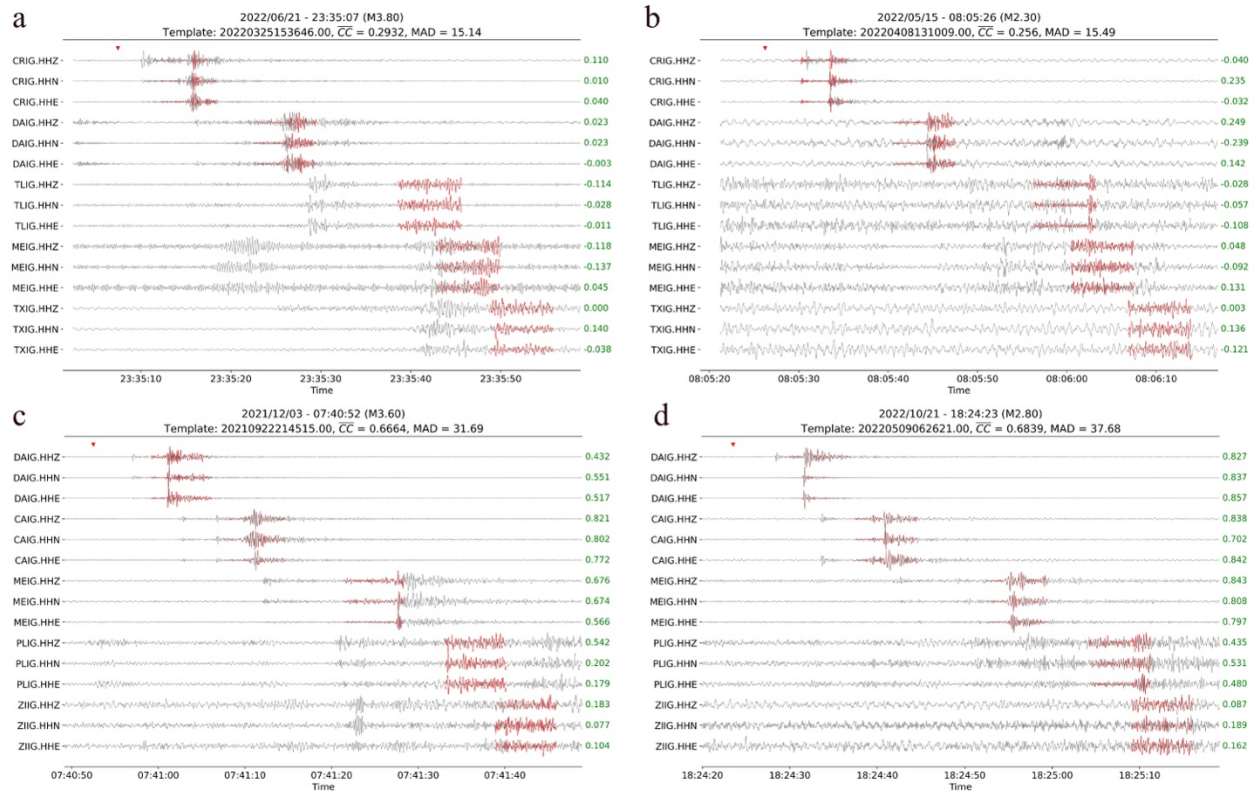 a
2022/06/21 - 23:35:07 (M3.80)
Template: 20220325153646.00, CC = 0.2932, MAD = 15.14
CRIG.HHZ 0.110
CRIG.HHN 0.010
CRIG.HHE 0.040
DAIG.HHZ 0.023
DAIG.HHN 0.023
DAIG.HHE -0.003
TLIG.HHZ -0.114
TLIG.HHN -0.028
TLIG.HHE -0.011
MEIG.HHZ -0.118
MEIG.HHN -0.137
MEIG.HHE 0.045
TXIG.HHZ 0.000
TXIG.HHN 0.140
TXIG.HHE -0.038
23:35:10 23:35:20 23:35:30 23:35:40 23:35:50
Time
b
2022/05/15 - 08:05:26 (M2.30)
Template: 20220408131009.00, CC = 0.256, MAD = 15.49
CRIG.HHZ -0.040
CRIG.HHN 0.235
CRIG.HHE -0.032
DAIG.HHZ 0.249
DAIG.HHN -0.239
DAIG.HHE 0.142
TLIG.HHZ -0.028
TLIG.HHN -0.057
TLIG.HHE -0.108
MEIG.HHZ 0.048
MEIG.HHN -0.092
MEIG.HHE 0.131
TXIG.HHZ 0.003
TXIG.HHN 0.136
TXIG.HHE -0.121
08:05:20 08:05:30 08:05:40 08:05:50 08:06:00 08:06:10
Time
c
2021/12/03 - 07:40:52 (M3.60)
Template: 20210922214515.00, CC = 0.6664, MAD = 31.69
DAIG.HHZ 0.432
DAIG.HHN 0.551
DAIG.HHE 0.517
CAIG.HHZ 0.821
CAIG.HHN 0.802
CAIG.HHE 0.772
MEIG.HHZ 0.676
MEIG.HHN 0.674
MEIG.HHE 0.566
PLIG.HHZ 0.542
PLIG.HHN 0.202
PLIG.HHE 0.179
ZIIG.HHZ 0.183
ZIIG.HHN 0.077
ZIIG.HHE 0.104
07:40:50 07:41:00 07:41:10 07:41:20 07:41:30 07:41:40
Time
d
2022/10/21 - 18:24:23 (M2.80)
Template: 20220509062621.00, CC = 0.6839, MAD = 37.68
DAIG.HHZ 0.827
DAIG.HHN 0.837
DAIG.HHE 0.857
CAIG.HHZ 0.838
CAIG.HHN 0.702
CAIG.HHE 0.842
MEIG.HHZ 0.843
MEIG.HHN 0.808
MEIG.HHE 0.797
PLIG.HHZ 0.435
PLIG.HHN 0.531
PLIG.HHE 0.480
ZIIG.HHZ 0.087
ZIIG.HHN 0.189
ZIIG.HHE 0.162
18:24:20 18:24:30 18:24:40 18:24:50 18:25:00 18:25:10
Time